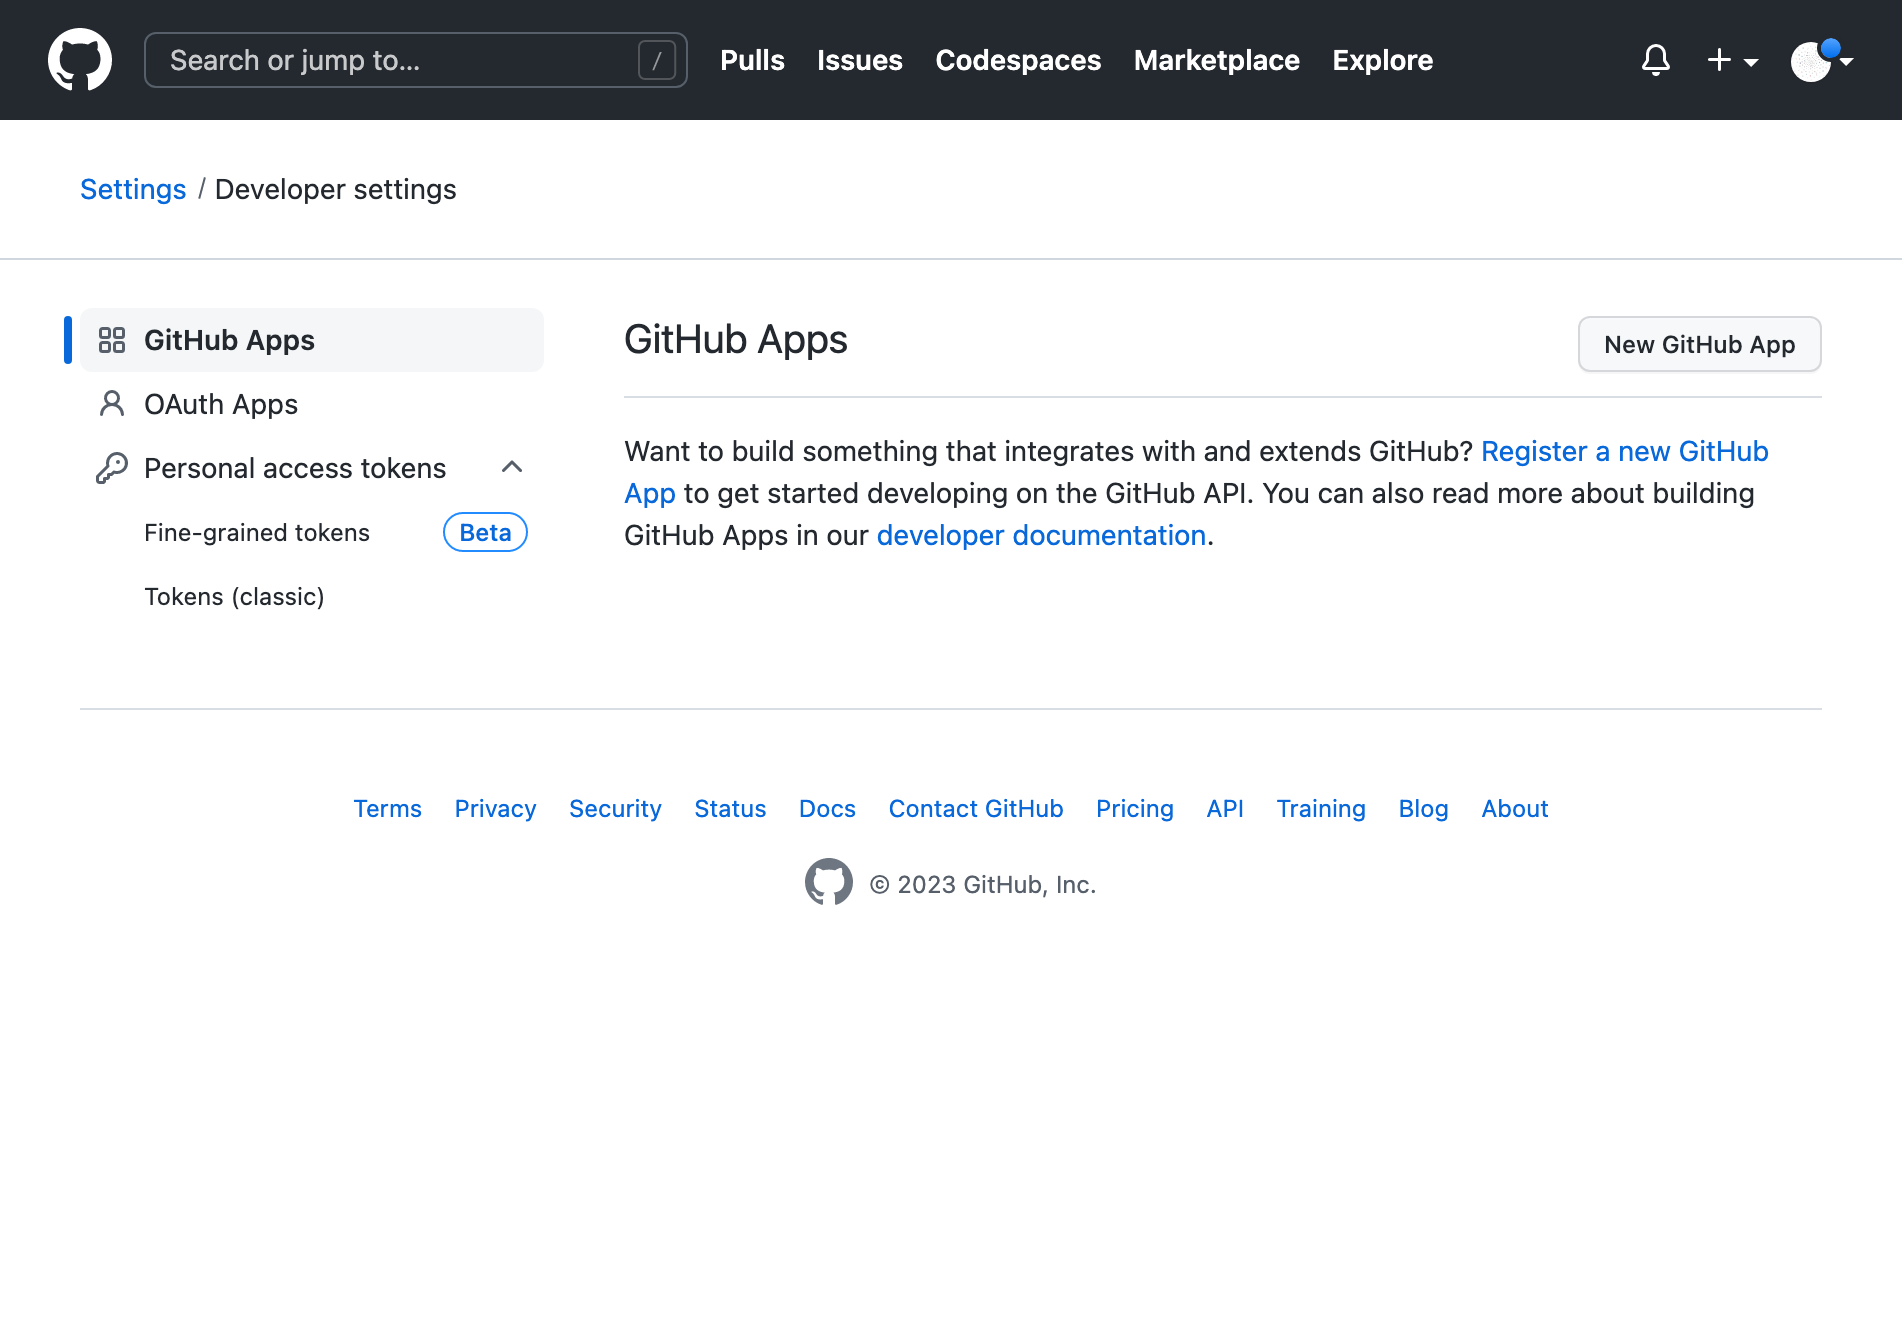 Search or jump to... /
Pulls Issues Codespaces Marketplace Explore
Settings / Developer settings
GitHub Apps
OAuth Apps
Personal access tokens
Fine-grained tokens Beta
Tokens (classic)
GitHub Apps
New GitHub App
Want to build something that integrates with and extends GitHub? Register a new GitHub
App to get started developing on the GitHub API. You can also read more about building
GitHub Apps in our developer documentation.
Terms Privacy Security Status Docs Contact GitHub Pricing API Training Blog About
© 2023 GitHub, Inc.